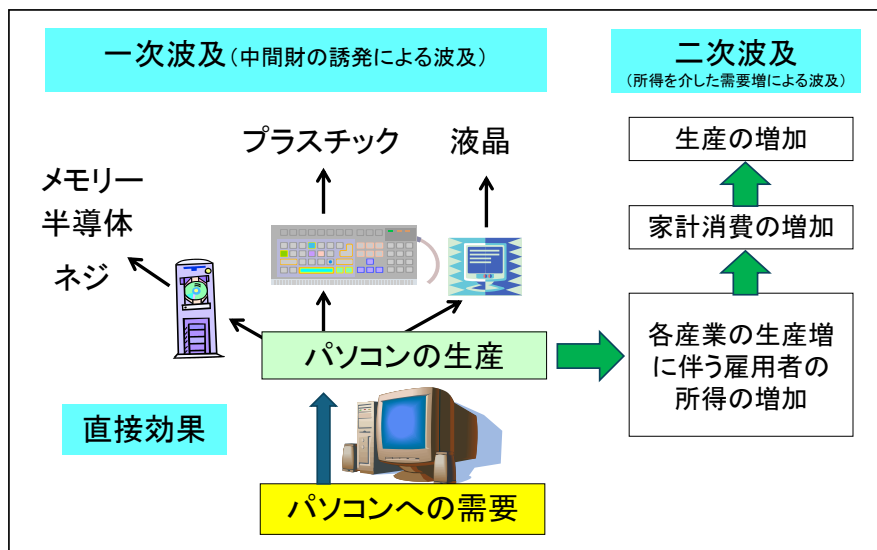 一次波及(中間財の誘発による波及)
二次波及
(所得を介した需要増による波及)
プラスチック
液晶
メモリー
半導体
ネジ
生産の増加
家計消費の増加
パソコンの生産
各産業の生産増
に伴う雇用者の
所得の増加
直接効果
パソコンへの需要